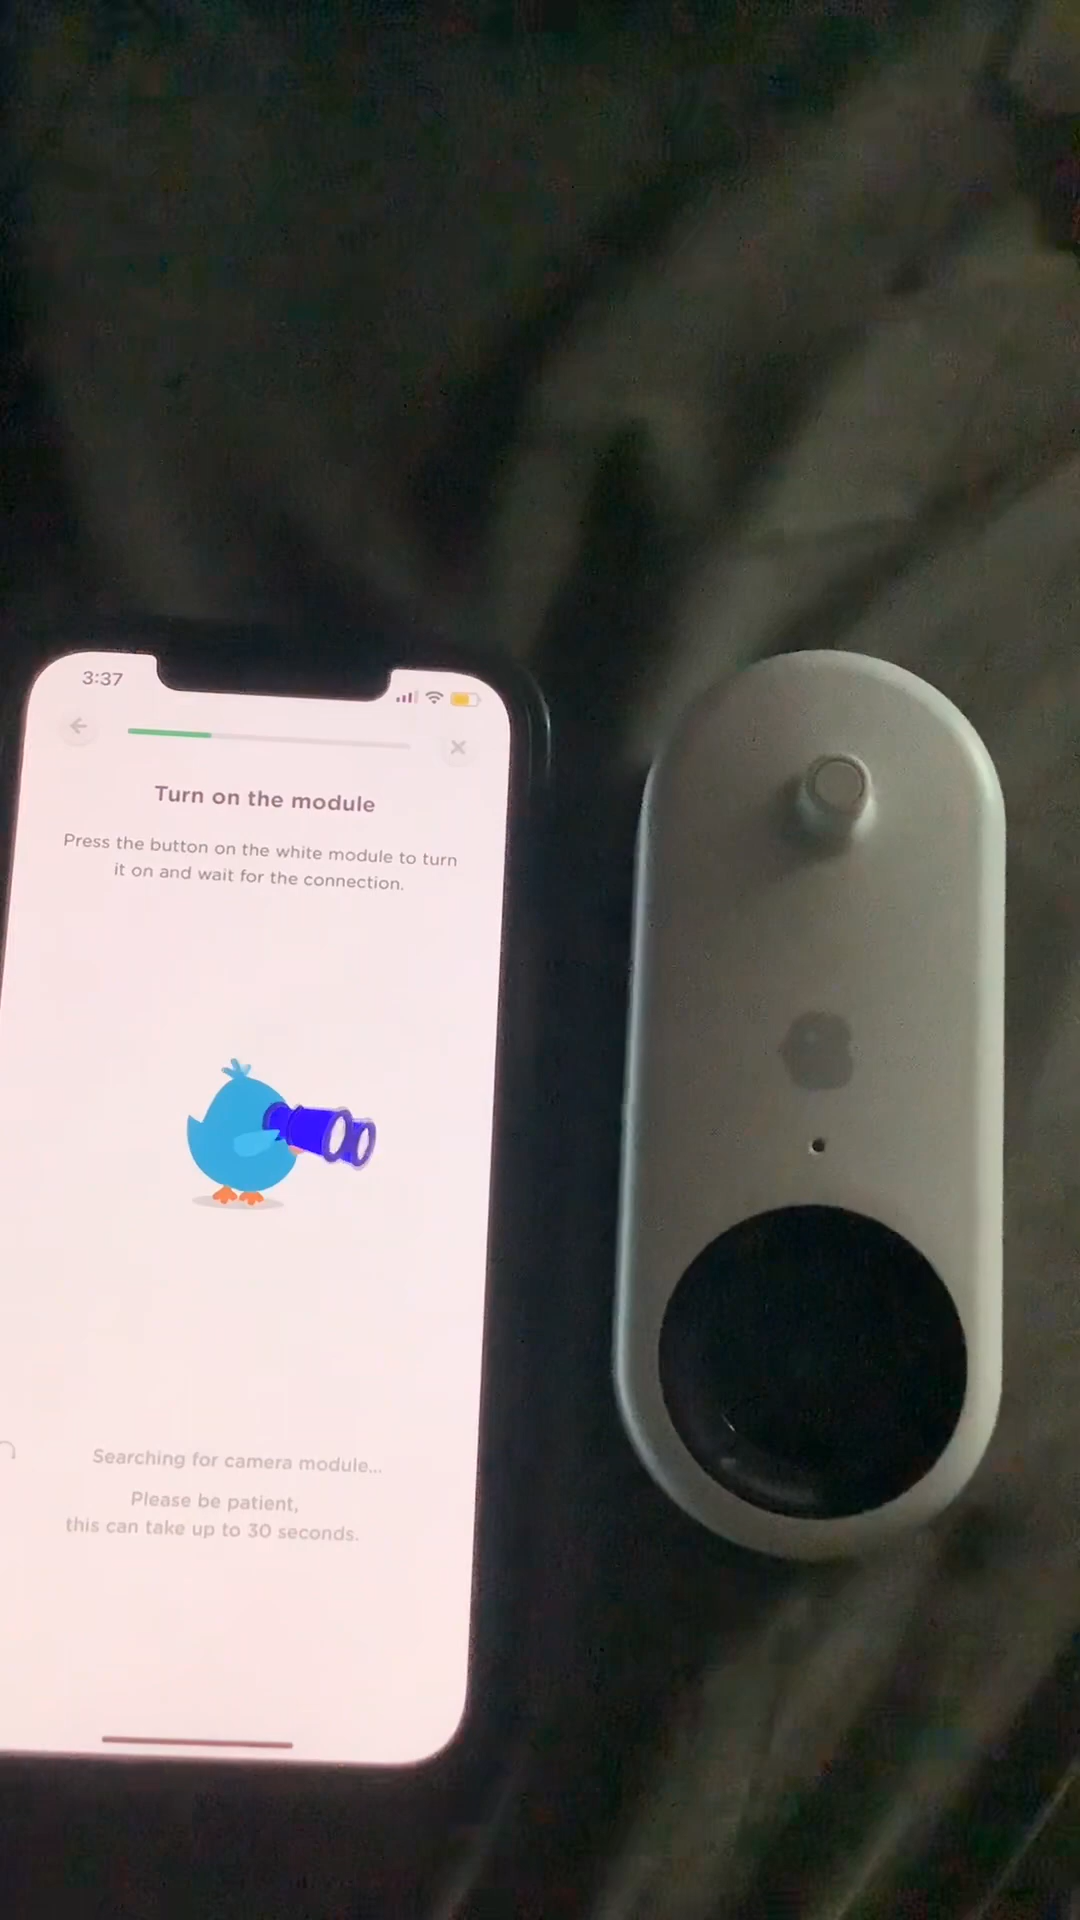 3:37
Turn on the module
Press the button on the white module to turn
it on and wait for the connection.
Searching for camera module...
Please be patient,
this can take up to 30 seconds.